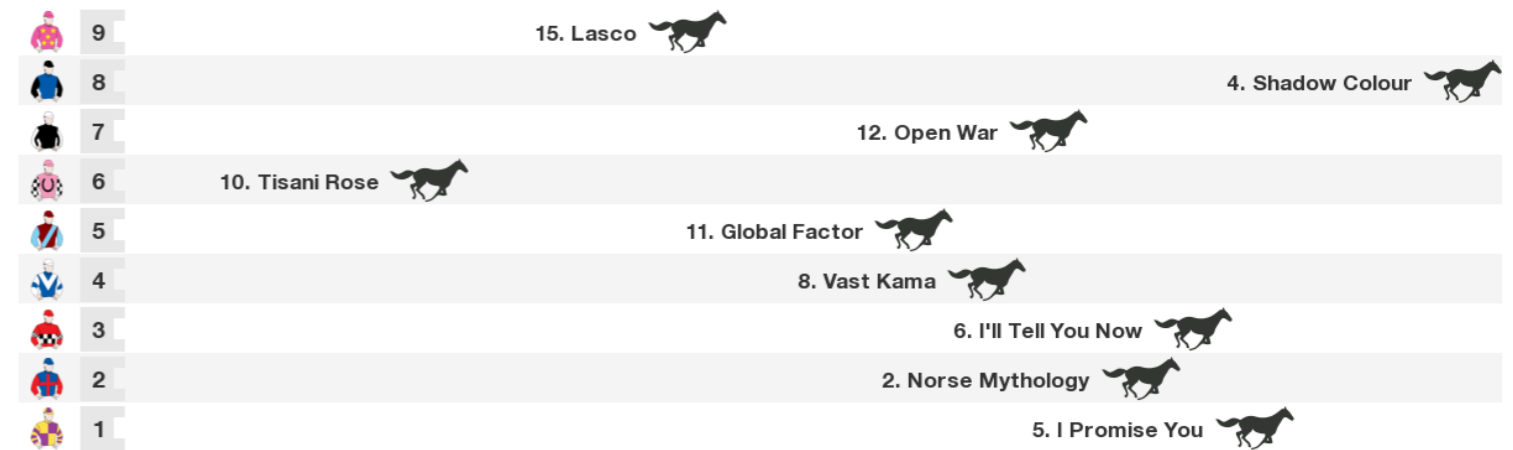 9 15. Lasco
8 4. Shadow Colour
7 12. Open War
6 10. Tisani Rose
5 11. Global Factor
4 8. Vast Kama
3 6. I'll Tell You Now
2 2. Norse Mythology
1 5. I Promise You